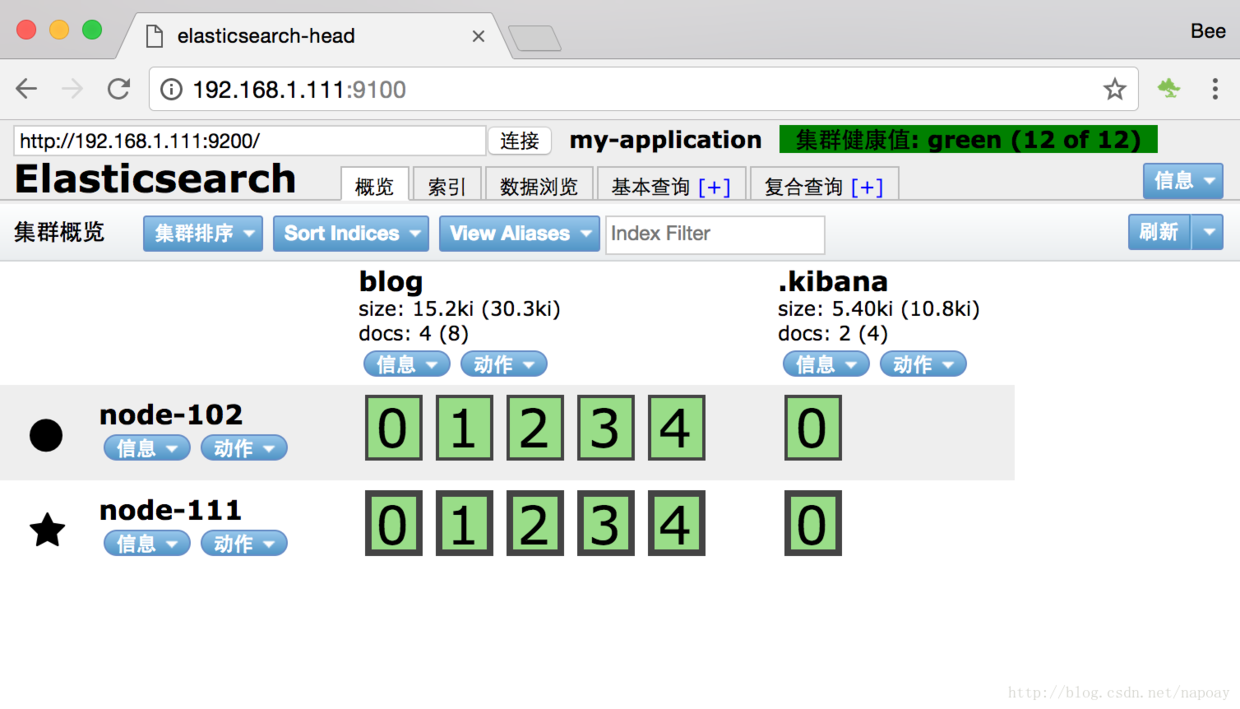 elasticsearch-head
Bee
192.168.1.111:9100
http://192.168.1.111:9200/ 连接 my-application 集群健康值: green (12 of 12)
Elasticsearch 概览 索引 数据浏览 基本查询 [+] 复合查询 [+] 信息
集群概览 集群排序 Sort Indices View Aliases Index Filter 刷新
blog .kibana
size: 15.2ki (30.3ki) size: 5.40ki (10.8ki)
docs: 4 (8) docs: 2 (4)
信息 动作 信息 动作
node-102 0 1 2 3 4 0
信息 动作
node-111 0 1 2 3 4 0
信息 动作
http://blog.csdn.net/napoay